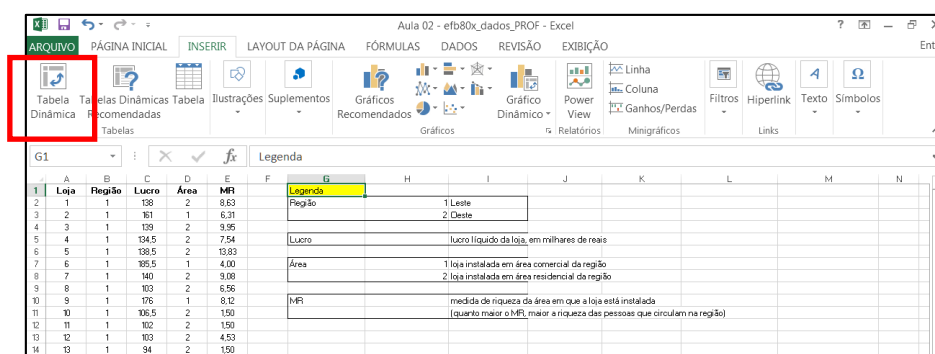 Aula 02 - efb80x_dados_PROF - Excel
ARQUIVO PÁGINA INICIAL INSERIR LAYOUT DA PÁGINA FÓRMULAS DADOS REVISÃO EXIBIÇÃO Ent
Tabela Dinâmica
Tabelas Dinâmicas Recomendadas
Tabela
Ilustrações
Suplementos
Gráficos Recomendados
Gráfico Dinâmico
Power View
Linha
Coluna
Ganhos/Perdas
Filtros
Hiperlink
Texto
Símbolos
Tabelas Gráficos Relatórios Minigráficos Links
G1 fx Legenda
A B C D E F G H I J K L M N
1 Loja Região Lucro Área MR Legenda
2 1 1 138 2 8,63 Região 1 Leste
3 2 1 161 1 6,31 2 Oeste
4 3 1 139 2 9,95
5 4 1 134,5 2 7,54 Lucro lucro líquido da loja, em milhares de reais
6 5 1 138,5 2 13,83
7 6 1 185,5 1 4,00 Área 1 loja instalada em área comercial da região
8 7 1 140 2 9,08 2 loja instalada em área residencial da região
9 8 1 103 2 6,56
10 9 1 176 1 8,12 MR medida de riqueza da área em que a loja está instalada
11 10 1 106,5 2 1,50 (quanto maior o MR, maior a riqueza das pessoas que circulam na região)
12 11 1 102 2 1,50
13 12 1 103 2 4,53
14 13 1 94 2 1,50